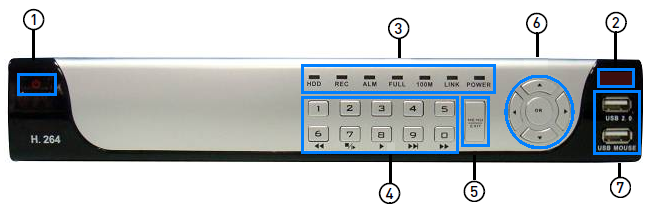 1 3 6 2
HDD REC ALM FULL 100M LINK POWER
1 2 3 4 5
MENU
EXIT
OK
USB 2.0
6 7 8 9 0
H. 264
USB MOUSE
4 5 7